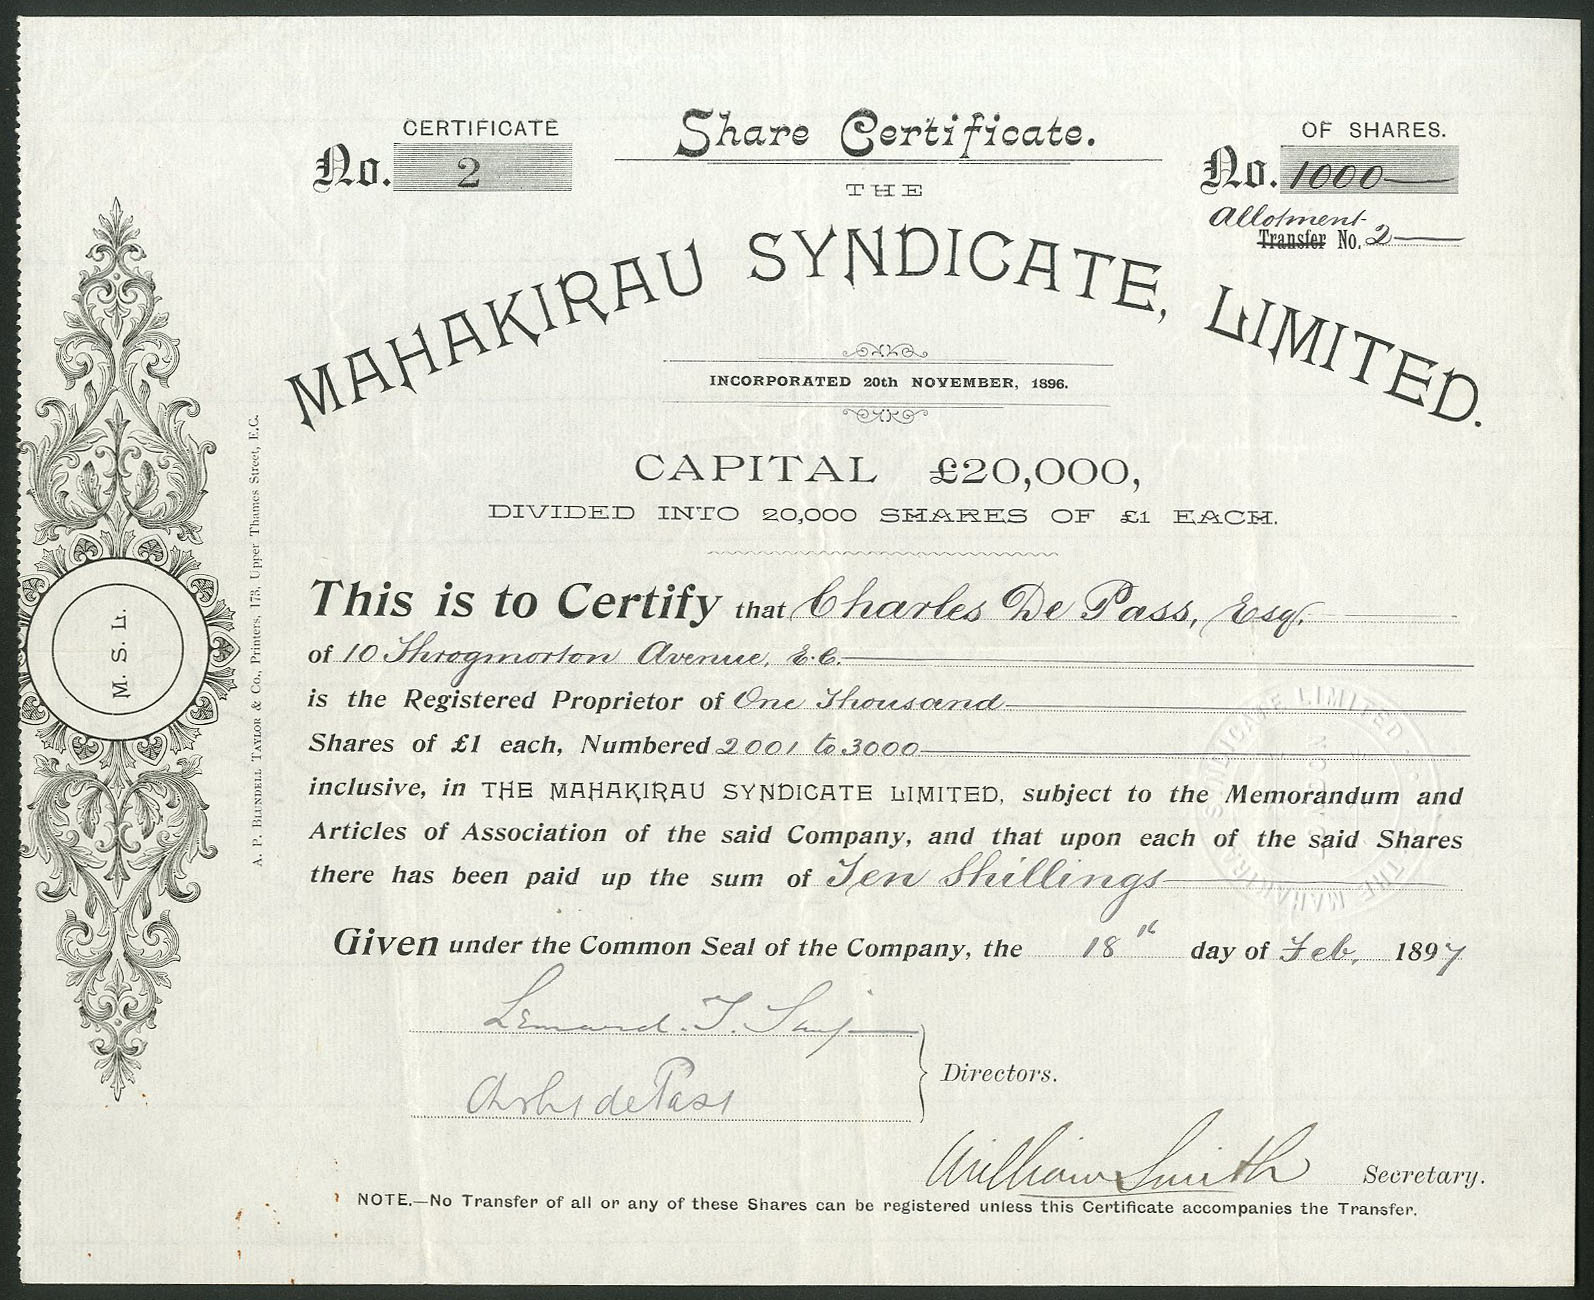 Share Certificate.
CERTIFICATE
No. 2
OF SHARES.
No. 1000
Allotment
Transfer No. 2
THE
MAHAKIRAU SYNDICATE, LIMITED.
INCORPORATED 20th NOVEMBER, 1896.
CAPITAL £20,000,
DIVIDED INTO 20,000 SHARES OF £1 EACH.
This is to Certify that Charles De Pass, Esq.
of 10 Throgmorton Avenue, E.C.
is the Registered Proprietor of One Thousand
Shares of £1 each, Numbered 2001 to 3000
inclusive, in THE MAHAKIRAU SYNDICATE LIMITED, subject to the Memorandum and
Articles of Association of the said Company, and that upon each of the said Shares
there has been paid up the sum of Ten Shillings
Given under the Common Seal of the Company, the 18th day of Feb. 1897
de Pass
Directors.
William Smith Secretary.
NOTE.—No Transfer of all or any of these Shares can be registered unless this Certificate accompanies the Transfer.
M. S. L.
A. P. BLUNDELL TAYLOR & Co., Printers, 173, Upper Thames Street, E.C.
THE MAHAKIRAU SYNDICATE LIMITED